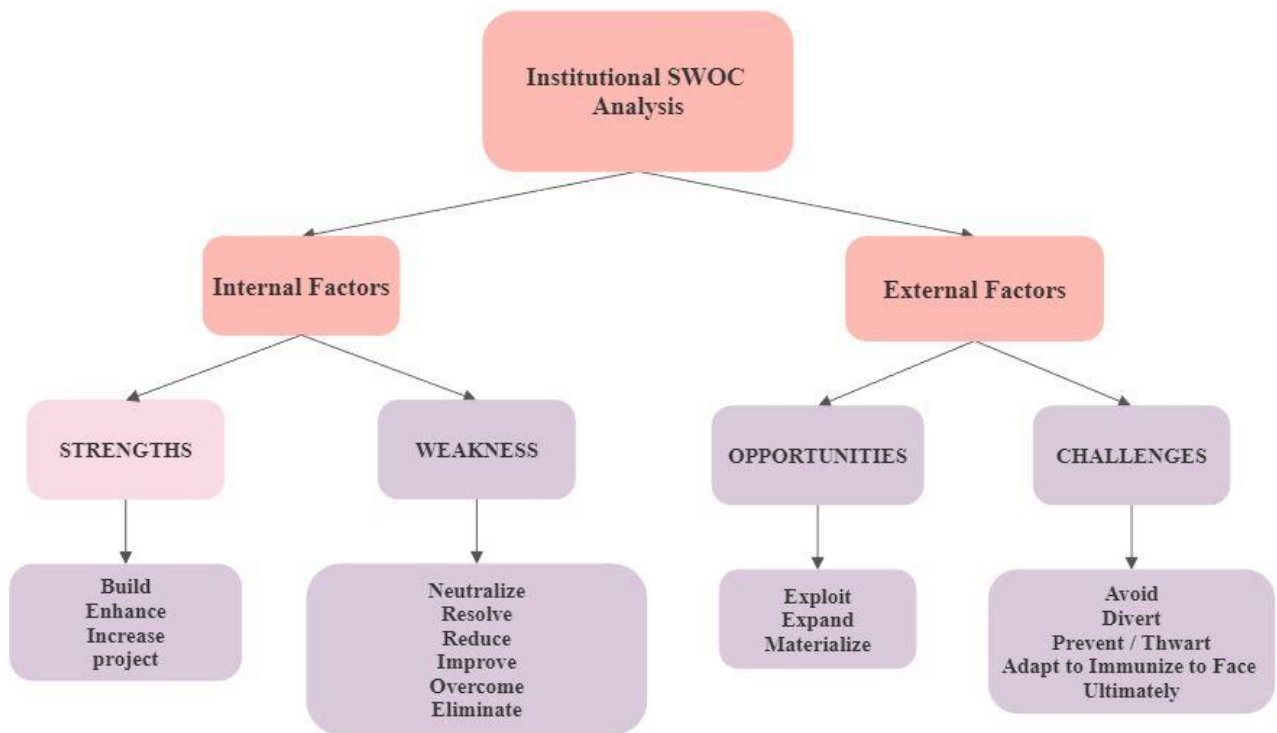 Institutional SWOC
Analysis
Internal Factors
External Factors
STRENGTHS
WEAKNESS
OPPORTUNITIES
CHALLENGES
Build
Enhance
Increase
project
Neutralize
Resolve
Reduce
Improve
Overcome
Eliminate
Exploit
Expand
Materialize
Avoid
Divert
Prevent / Thwart
Adapt to Immunize to Face
Ultimately